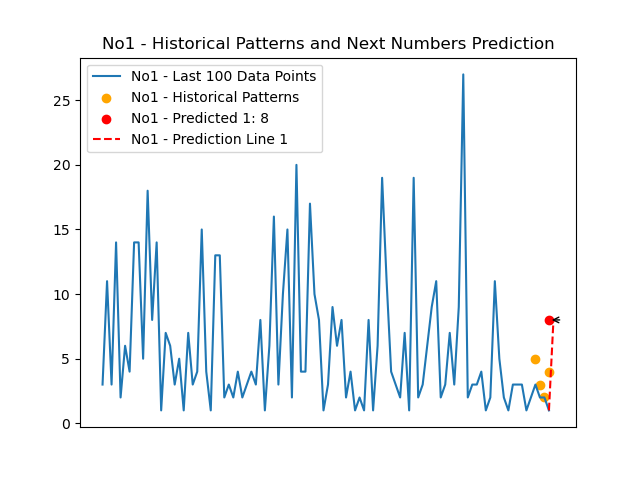 No1 - Historical Patterns and Next Numbers Prediction
No1 - Last 100 Data Points
No1 - Historical Patterns
No1 - Predicted 1: 8
No1 - Prediction Line 1
25
20
15
10
5
0